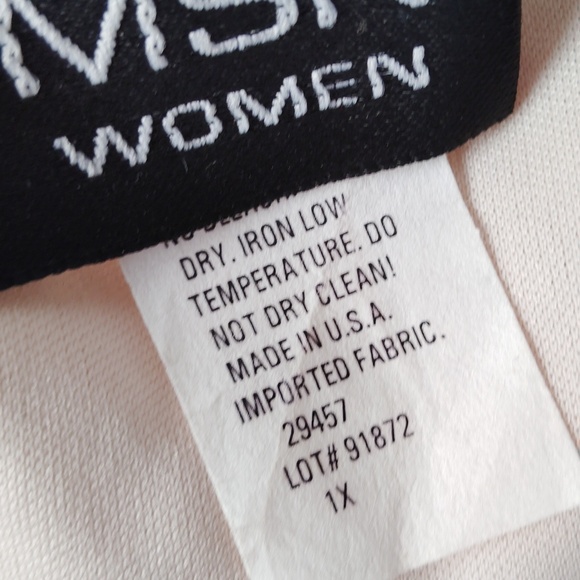 WOMEN
DRY. IRON LOW
TEMPERATURE. DO
NOT DRY CLEAN!
MADE IN U.S.A.
IMPORTED FABRIC.
29457
LOT# 91872
1X